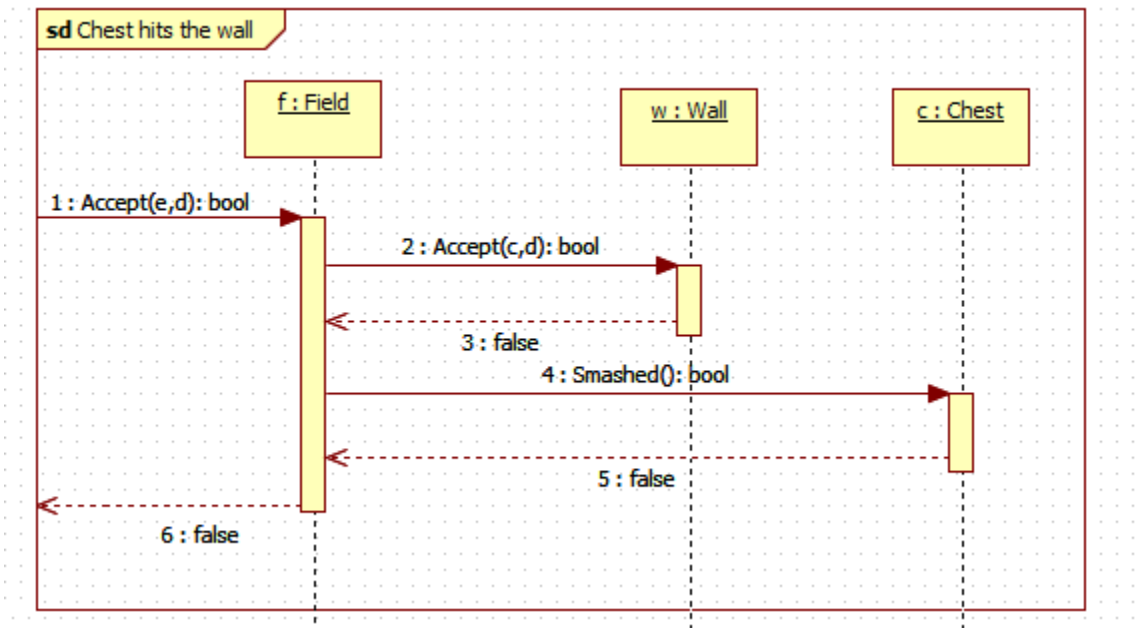 sd Chest hits the wall
f : Field
w : Wall
c : Chest
1 : Accept(e,d): bool
2 : Accept(c,d): bool
3 : false
4 : Smashed(): bool
5 : false
6 : false